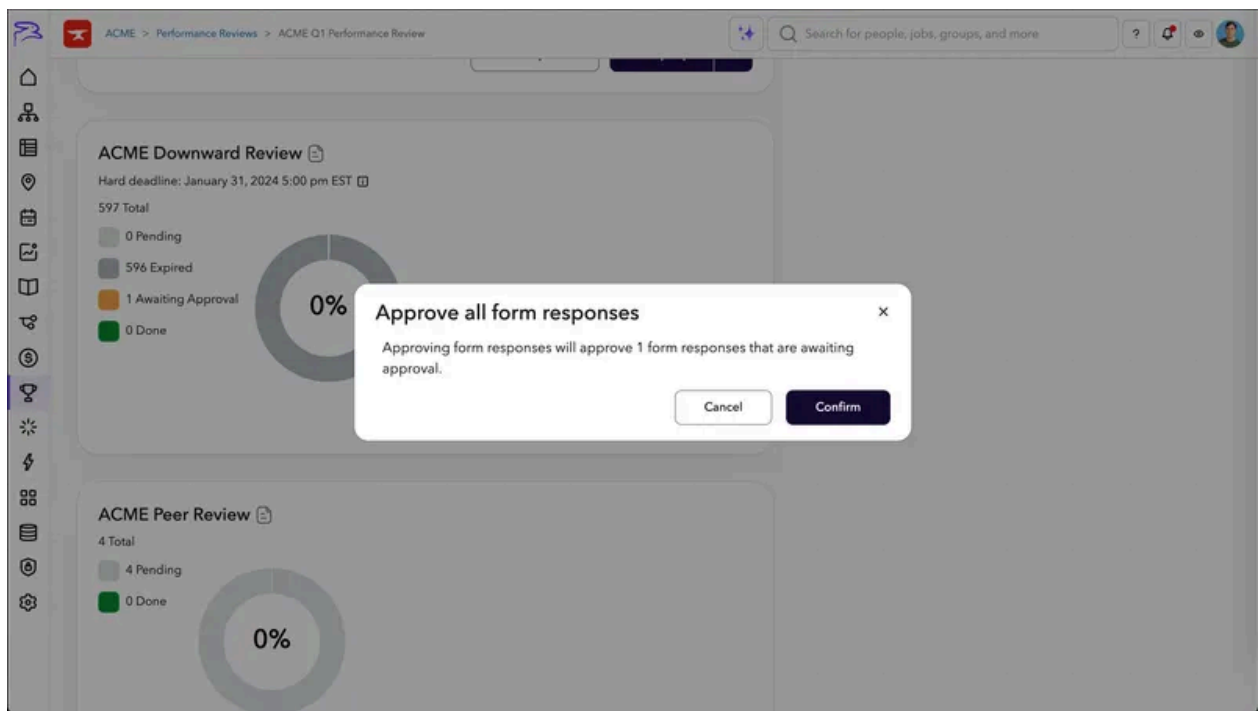 ACME > Performance Reviews > ACME Q1 Performance Review
Search for people, jobs, groups, and more
?
ACME Downward Review
Hard deadline: January 31, 2024 5:00 pm EST
597 Total
0 Pending
596 Expired
1 Awaiting Approval
0 Done
0%
Approve all form responses
×
Approving form responses will approve 1 form responses that are awaiting
approval.
Cancel
Confirm
ACME Peer Review
4 Total
4 Pending
0 Done
0%